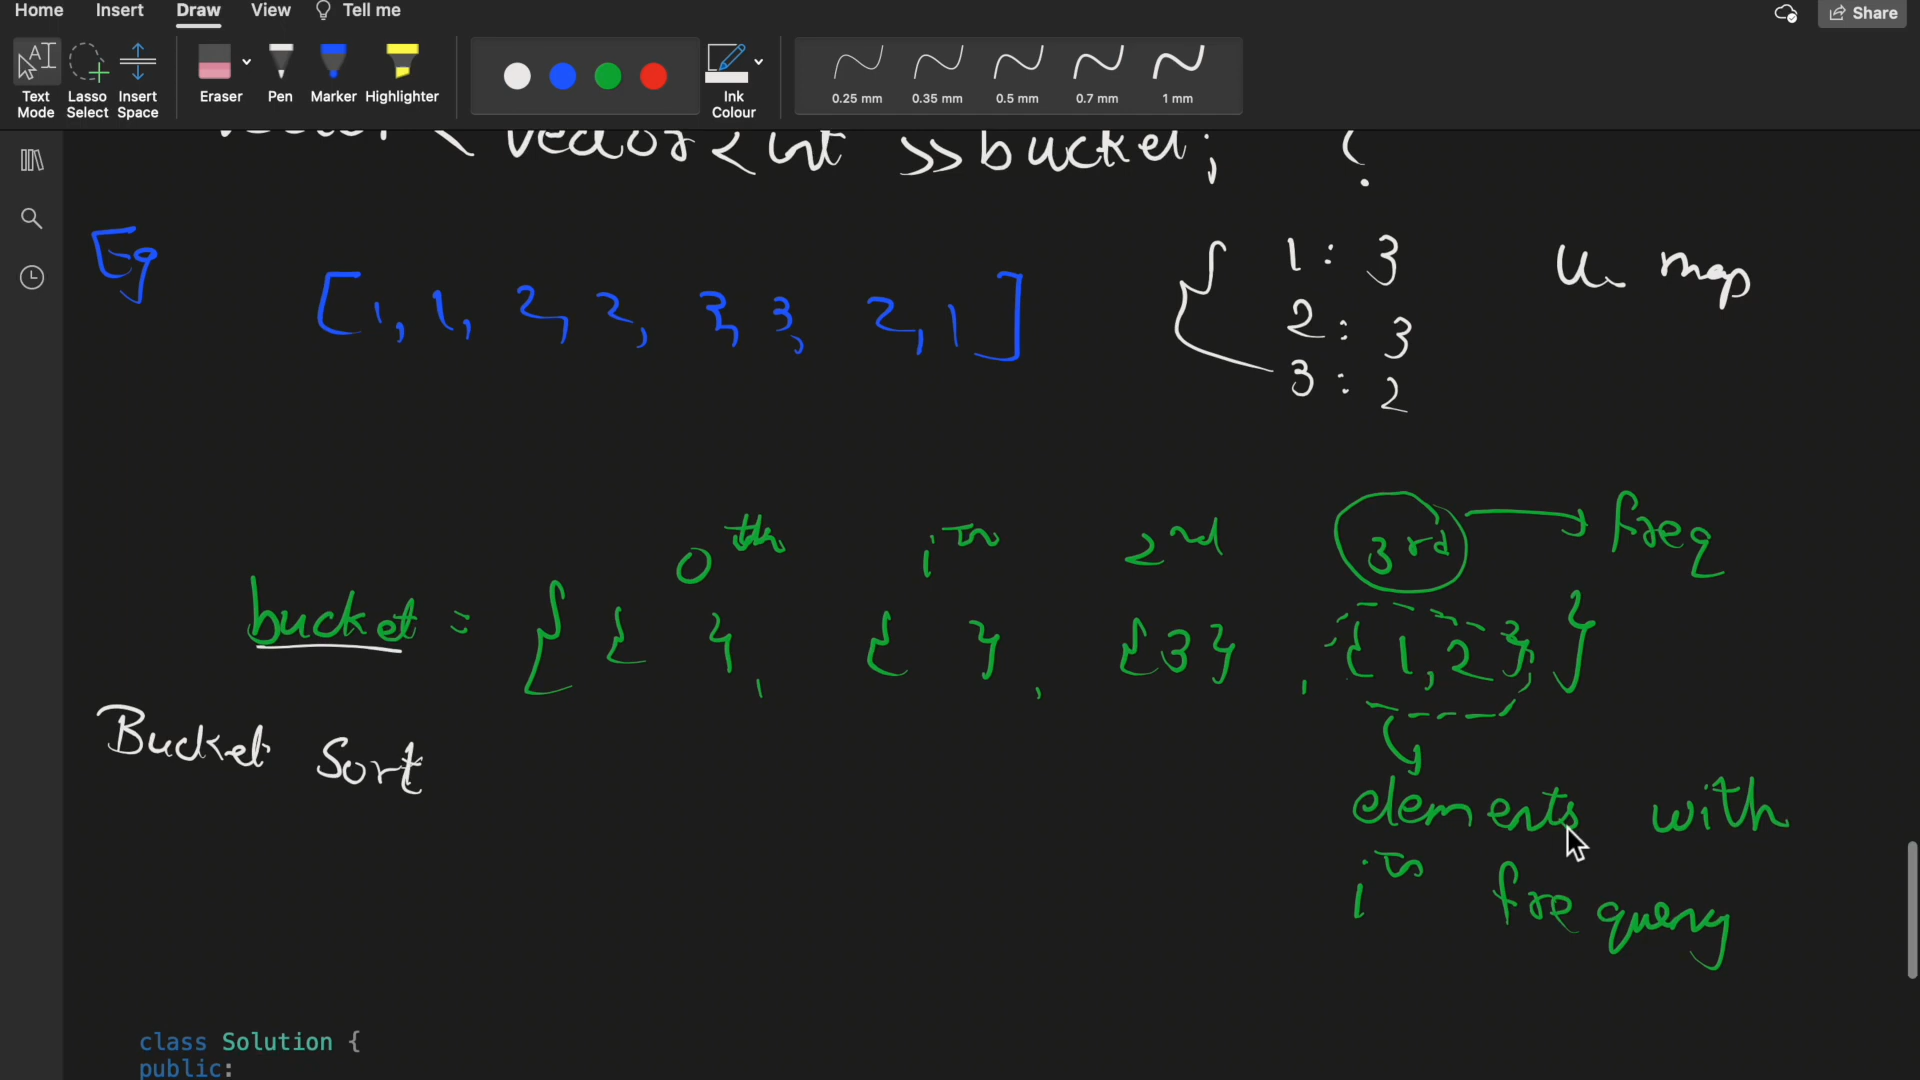 Home Insert Draw View Tell me Share
Text Mode Lasso Select Insert Space Eraser Pen Marker Highlighter Ink Colour 0.25 mm 0.35 mm 0.5 mm 0.7 mm 1 mm
vector < vector < int >> bucket;
Eg
[1, 1, 2, 2, 3, 3, 2, 1]
1 : 3
2 : 3
3 : 2
U. map
0th ith 2nd 3rd → freq
bucket = { { }, { }, {3}, {1, 2}, }
Bucket Sort
elements with
ith frequeny
class Solution {
public: